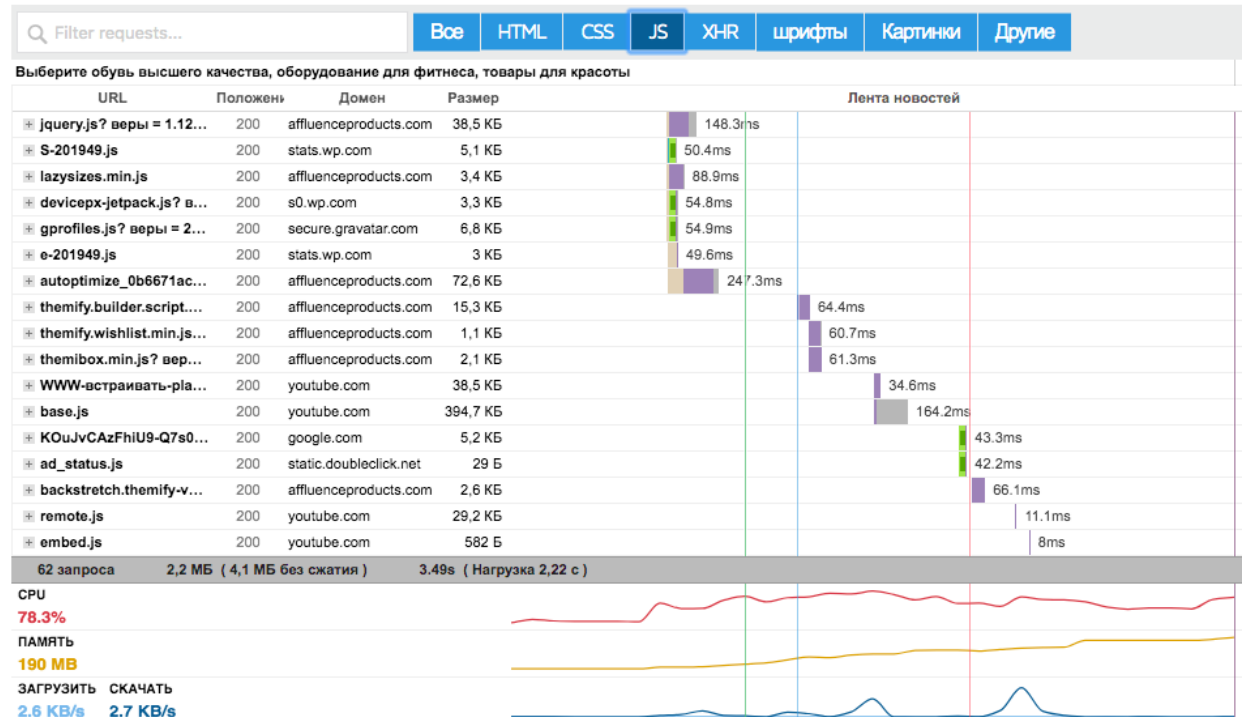 Filter requests... Все HTML CSS JS XHR шрифты Картинки Другие
Выберите обувь высшего качества, оборудование для фитнеса, товары для красоты
URL Положень Домен Размер Лента новостей
jquery.js? веры = 1.12... 200 affluenceproducts.com 38,5 КБ 148.3ms
S-201949.js 200 stats.wp.com 5,1 КБ 50.4ms
lazysizes.min.js 200 affluenceproducts.com 3,4 КБ 88.9ms
devicepx-jetpack.js? в... 200 s0.wp.com 3,3 КБ 54.8ms
gprofiles.js? веры = 2... 200 secure.gravatar.com 6,8 КБ 54.9ms
e-201949.js 200 stats.wp.com 3 КБ 49.6ms
autoptimize_0b6671ac... 200 affluenceproducts.com 72,6 КБ 247.3ms
themify.builder.script.... 200 affluenceproducts.com 15,3 КБ 64.4ms
themify.wishlist.min.js... 200 affluenceproducts.com 1,1 КБ 60.7ms
themibox.min.js? вер... 200 affluenceproducts.com 2,1 КБ 61.3ms
WWW-встраивать-pla... 200 youtube.com 38,5 КБ 34.6ms
base.js 200 youtube.com 394,7 КБ 164.2ms
KOuJvCAzFhiU9-Q7s0... 200 google.com 5,2 КБ 43.3ms
ad_status.js 200 static.doubleclick.net 29 Б 42.2ms
backstretch.themify-v... 200 affluenceproducts.com 2,6 КБ 66.1ms
remote.js 200 youtube.com 29,2 КБ 11.1ms
embed.js 200 youtube.com 582 Б 8ms
62 запроса 2,2 МБ ( 4,1 МБ без сжатия ) 3.49s ( Нагрузка 2,22 с )
CPU
78.3%
ПАМЯТЬ
190 MB
ЗАГРУЗИТЬ СКАЧАТЬ
2.6 KB/s 2.7 KB/s